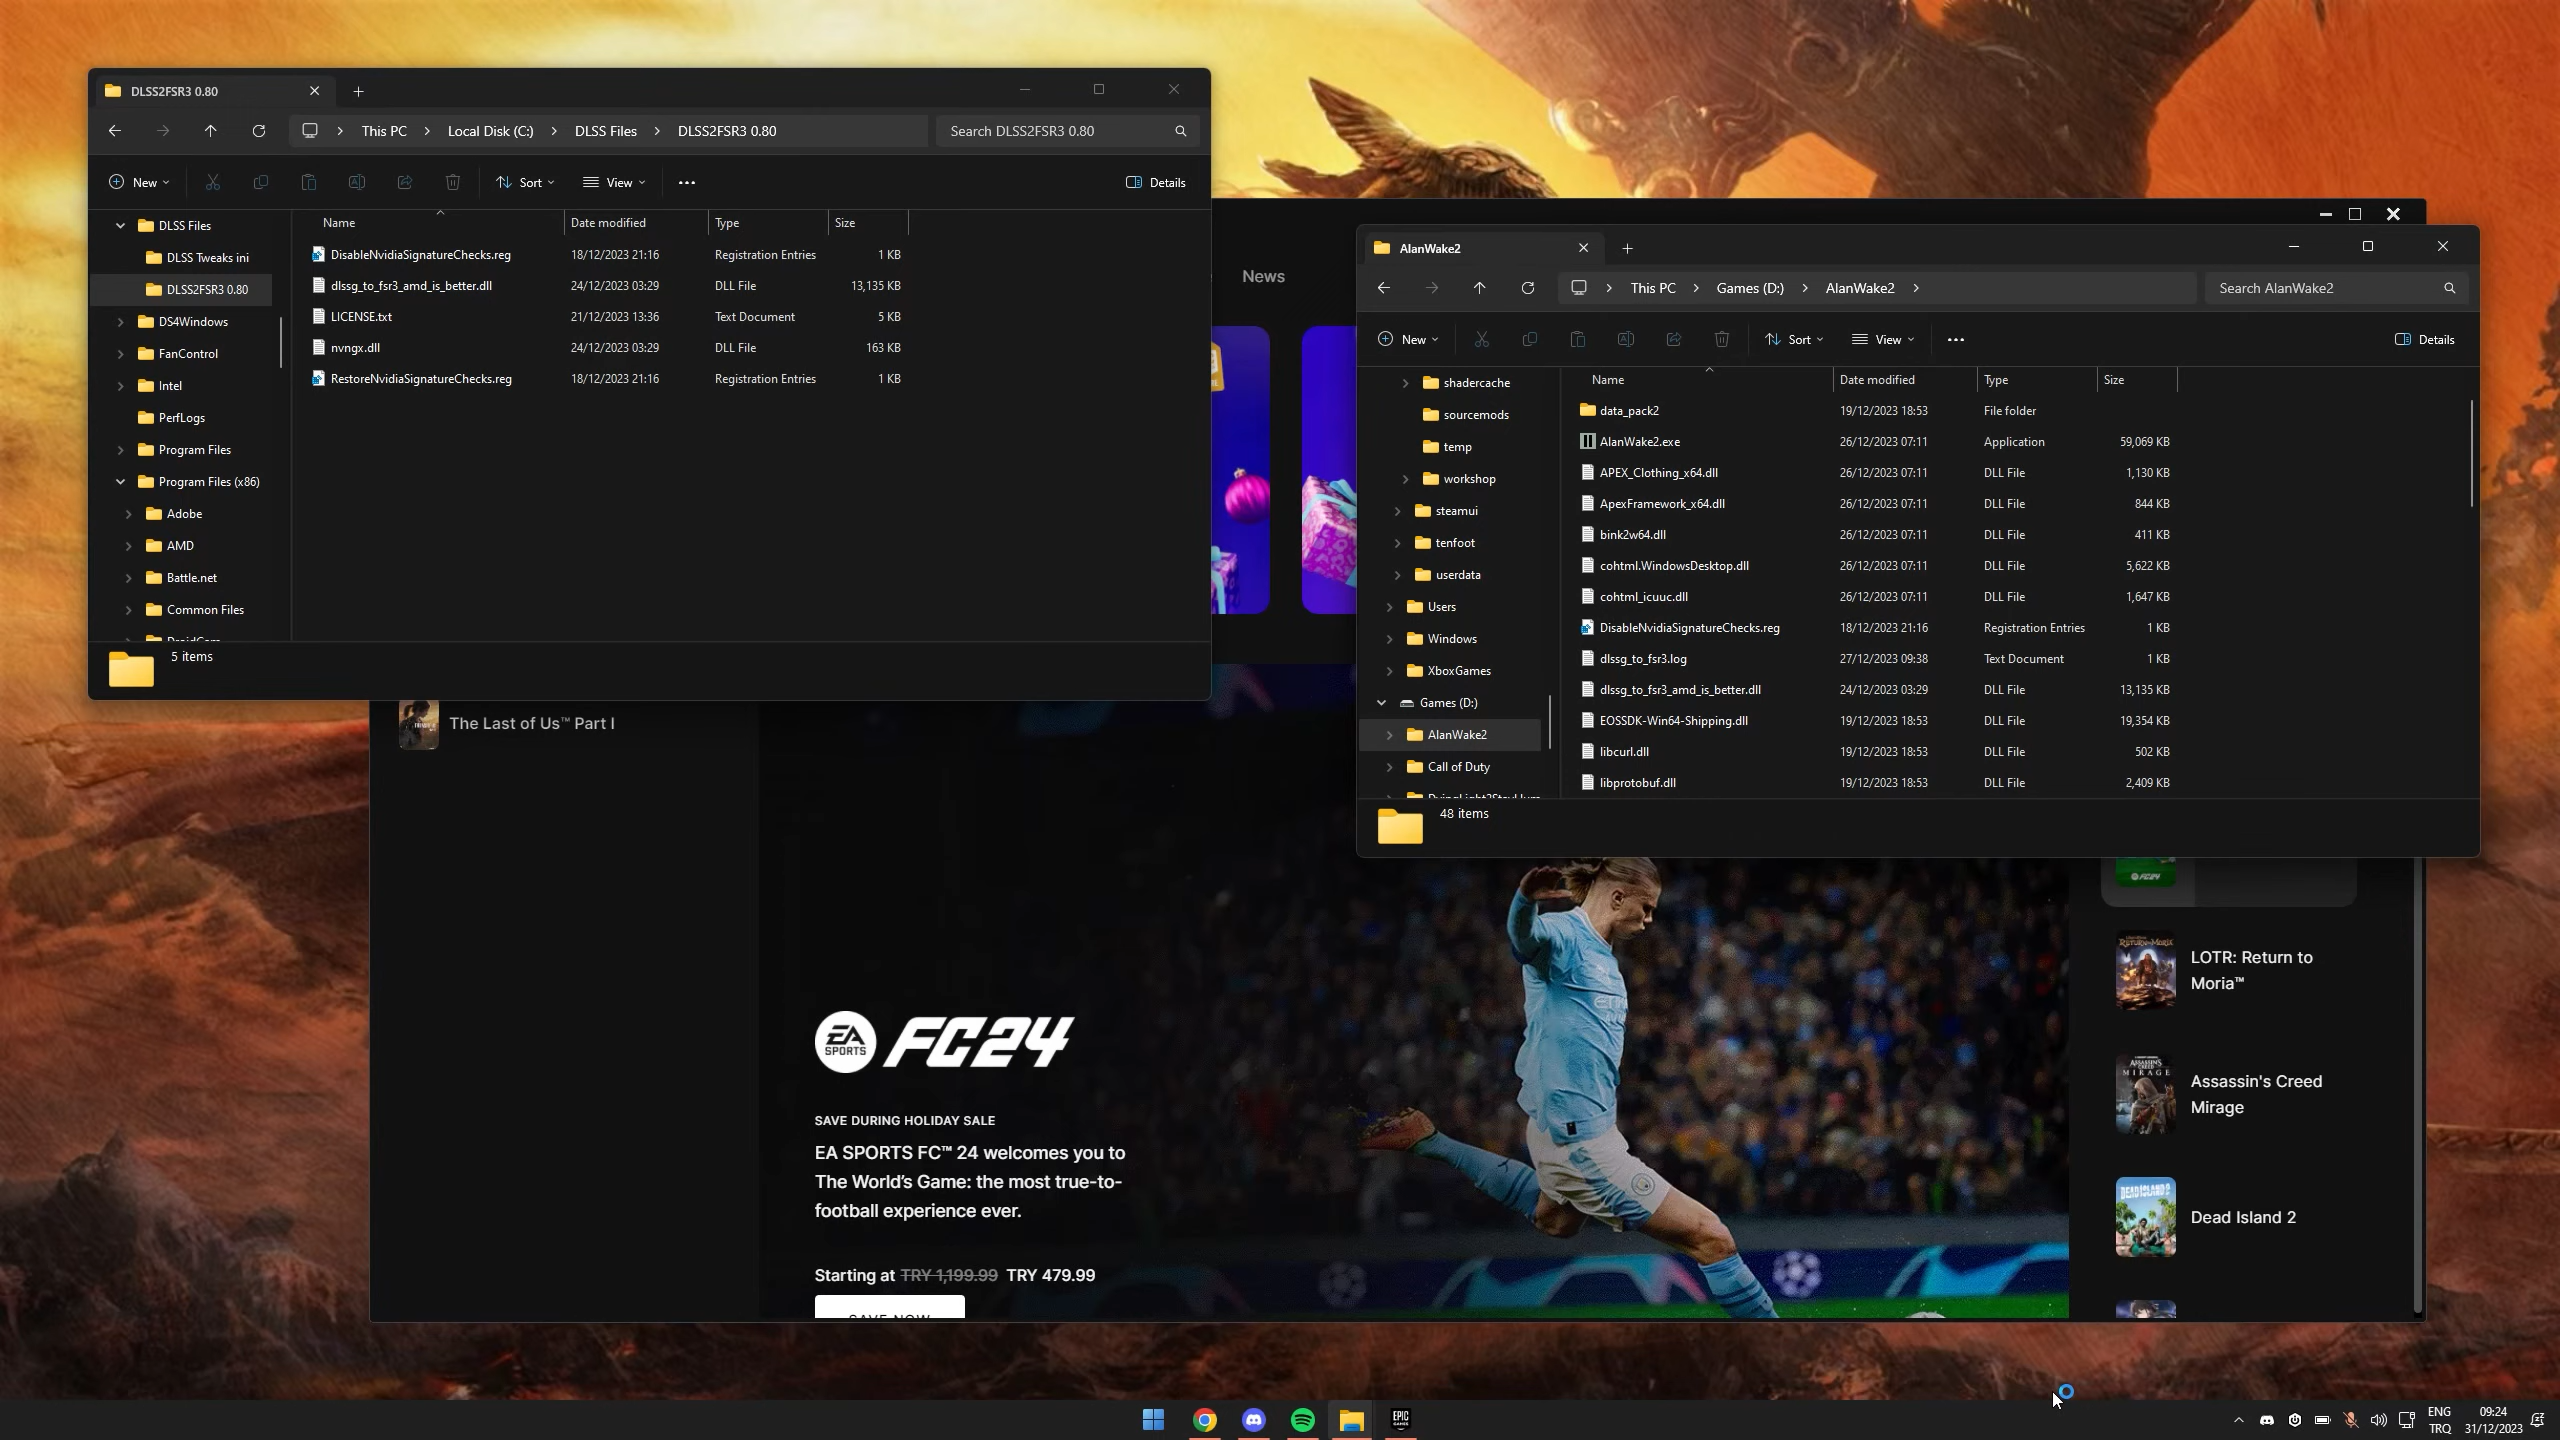 DLSS2FSR3 0.80
This PC
Local Disk (C:)
DLSS Files
DLSS2FSR3 0.80
Search DLSS2FSR3 0.80
New
Sort
View
Details
DLSS Files
DLSS Tweaks ini
DLSS2FSR3 0.80
DS4Windows
FanControl
Intel
PerfLogs
Program Files
Program Files (x86)
Adobe
AMD
Battle.net
Common Files
Name Date modified Type Size
DisableNvidiaSignatureChecks.reg 18/12/2023 21:16 Registration Entries 1 KB
dlssg_to_fsr3_amd_is_better.dll 24/12/2023 03:29 DLL File 13,135 KB
LICENSE.txt 21/12/2023 13:36 Text Document 5 KB
nvngx.dll 24/12/2023 03:29 DLL File 163 KB
RestoreNvidiaSignatureChecks.reg 18/12/2023 21:16 Registration Entries 1 KB
5 items
News
AlanWake2
This PC
Games (D:)
AlanWake2
Search AlanWake2
New
Sort
View
Details
shadercache
sourcemods
temp
workshop
steamui
tenfoot
userdata
Users
Windows
XboxGames
Games (D:)
AlanWake2
Call of Duty
Name Date modified Type Size
data_pack2 19/12/2023 18:53 File folder
AlanWake2.exe 26/12/2023 07:11 Application 59,069 KB
APEX_Clothing_x64.dll 26/12/2023 07:11 DLL File 1,130 KB
ApexFramework_x64.dll 26/12/2023 07:11 DLL File 844 KB
bink2w64.dll 26/12/2023 07:11 DLL File 411 KB
cohtml.WindowsDesktop.dll 26/12/2023 07:11 DLL File 5,622 KB
cohtml_icuuc.dll 26/12/2023 07:11 DLL File 1,647 KB
DisableNvidiaSignatureChecks.reg 18/12/2023 21:16 Registration Entries 1 KB
dlssg_to_fsr3.log 27/12/2023 09:38 Text Document 1 KB
dlssg_to_fsr3_amd_is_better.dll 24/12/2023 03:29 DLL File 13,135 KB
EOSSDK-Win64-Shipping.dll 19/12/2023 18:53 DLL File 19,354 KB
libcurl.dll 19/12/2023 18:53 DLL File 502 KB
libprotobuf.dll 19/12/2023 18:53 DLL File 2,409 KB
48 items
The Last of Us™ Part I
EA SPORTS FC24
SAVE DURING HOLIDAY SALE
EA SPORTS FC™ 24 welcomes you to
The World's Game: the most true-to-
football experience ever.
Starting at TRY 1,199.99 TRY 479.99
SAVE NOW
FC24
LOTR: Return to
Moria™
Assassin's Creed
Mirage
DEAD ISLAND 2
Dead Island 2
EPIC
GAMES
ENG
TRQ
09:24
31/12/2023